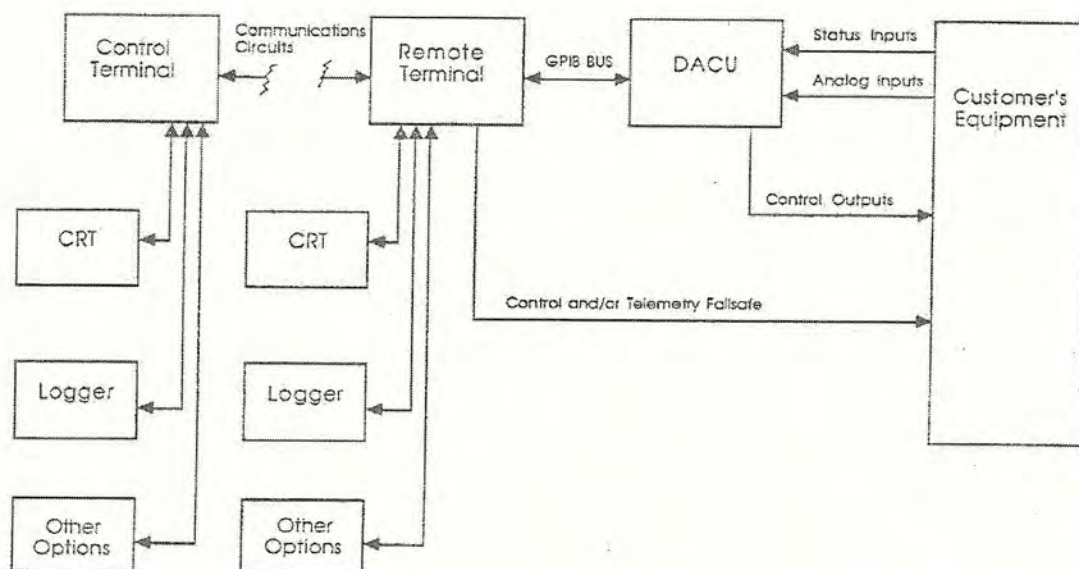 Control
Terminal
Communications
Circuits
Remote
Terminal
GPIB BUS
DACU
Status Inputs
Analog Inputs
Customer's
Equipment
Control Outputs
CRT
CRT
Control and/or Telemetry Failsafe
Logger
Logger
Other
Options
Other
Options